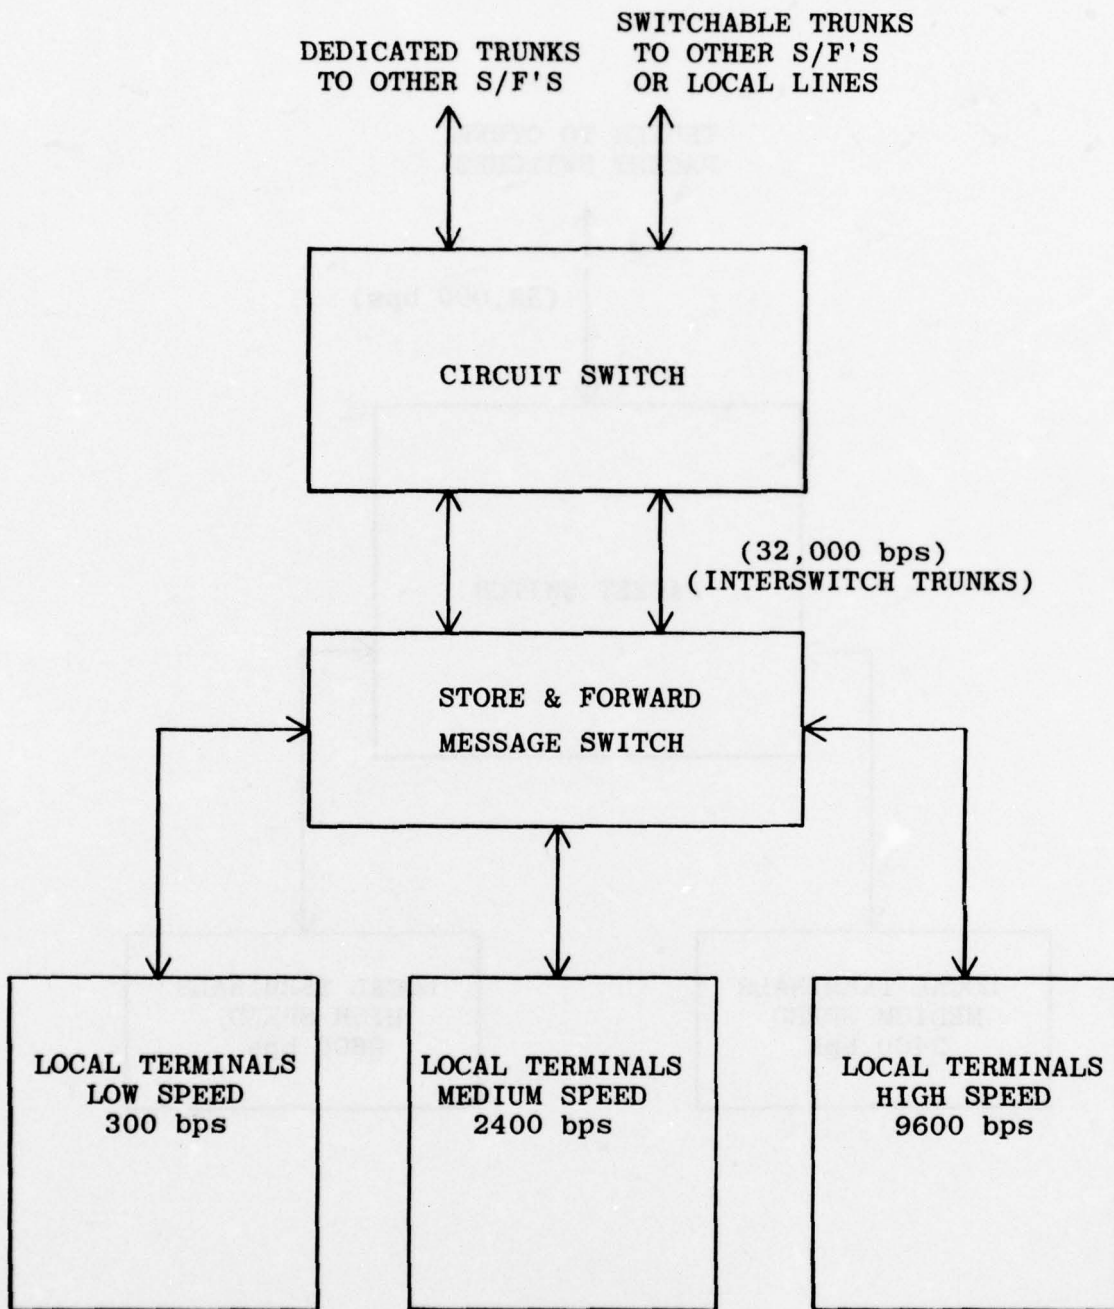 DEDICATED TRUNKS
TO OTHER S/F'S
SWITCHABLE TRUNKS
TO OTHER S/F'S
OR LOCAL LINES
CIRCUIT SWITCH
(32,000 bps)
(INTERSWITCH TRUNKS)
STORE & FORWARD
MESSAGE SWITCH
LOCAL TERMINALS
LOW SPEED
300 bps
LOCAL TERMINALS
MEDIUM SPEED
2400 bps
LOCAL TERMINALS
HIGH SPEED
9600 bps